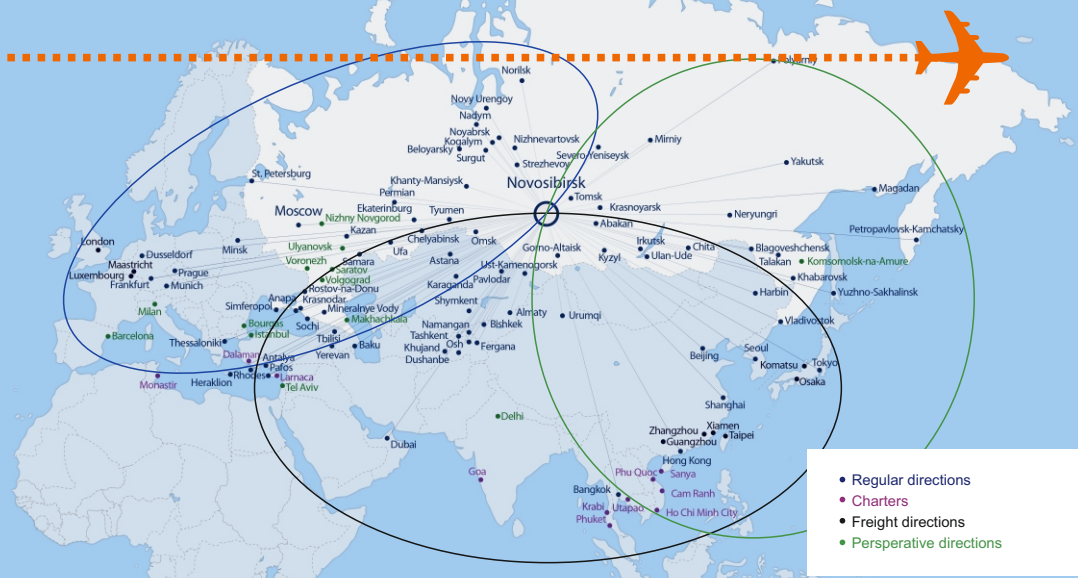 Polyarniy
Norilsk
Novy Urengoy
Nadym
Noyabrsk
Kogalym
Nizhnevartovsk
Beloyarsky
Surgut
Strezhevoy
Severo-Yeniseysk
Mirniy
Yakutsk
St. Petersburg
Khanty-Mansiysk
Permian
Novosibirsk
Magadan
Tomsk
Krasnoyarsk
Ekaterinburg
Tyumen
Moscow
Nizhny Novgorod
Kazan
Neryungri
Abakan
Petropavlovsk-Kamchatsky
London
Minsk
Ulyanovsk
Chelyabinsk
Ufa
Omsk
Gorno-Altaisk
Irkutsk
Chita
Blagoveshchensk
Dusseldorf
Maastricht
Voronezh
Samara
Astana
Kyzyl
Ulan-Ude
Talakan
Komsomolsk-na-Amure
Luxembourg
Prague
Saratov
Ust-Kamenogorsk
Frankfurt
Munich
Volgograd
Karaganda
Pavlodar
Khabarovsk
Rostov-na-Donu
Harbin
Yuzhno-Sakhalinsk
Simferopol
Anapa
Krasnodar
Shymkent
Milan
Mineralnye Vody
Almaty
Urumqi
Makhachkala
Vladivostok
Bourgas
Sochi
Namangan
Bishkek
Barcelona
Istanbul
Tbilisi
Tashkent
Thessaloniki
Baku
Khujand
Osh
Fergana
Yerevan
Dushanbe
Beijing
Seoul
Dalaman
Antalya
Komatsu
Tokyo
Pafos
Monastir
Heraklion
Rhodes
Larnaca
Osaka
Tel Aviv
Shanghai
Delhi
Xiamen
Zhangzhou
Taipei
Guangzhou
Dubai
Hong Kong
Goa
Phu Quoc
Sanya
Bangkok
Cam Ranh
Krabi
Utapao
Ho Chi Minh City
Phuket
Regular directions
Charters
Freight directions
Persperative directions